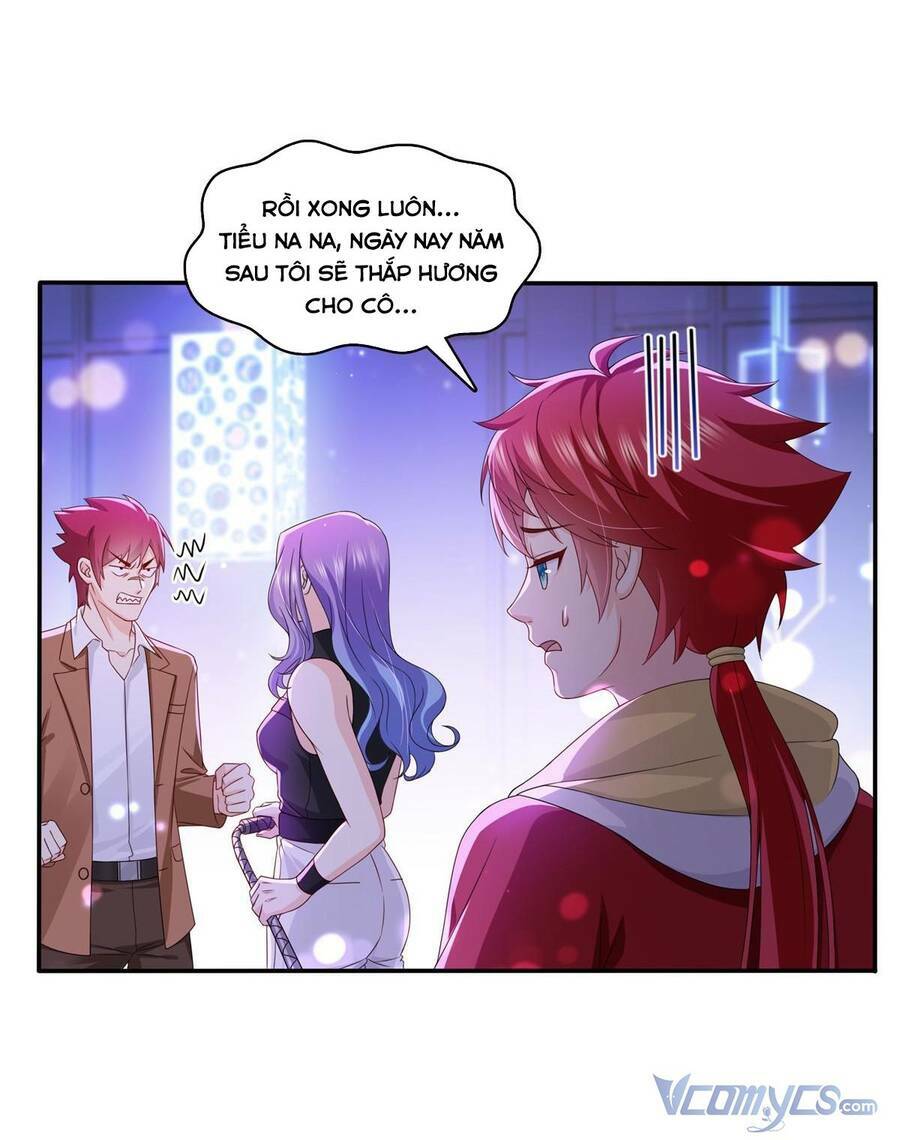 RỒI XONG LUÔN...
TIỂU NA NA, NGÀY NAY NĂM
SAU TÔI SẼ THẮP HƯƠNG
CHO CÔ...
VCOMYCS.com